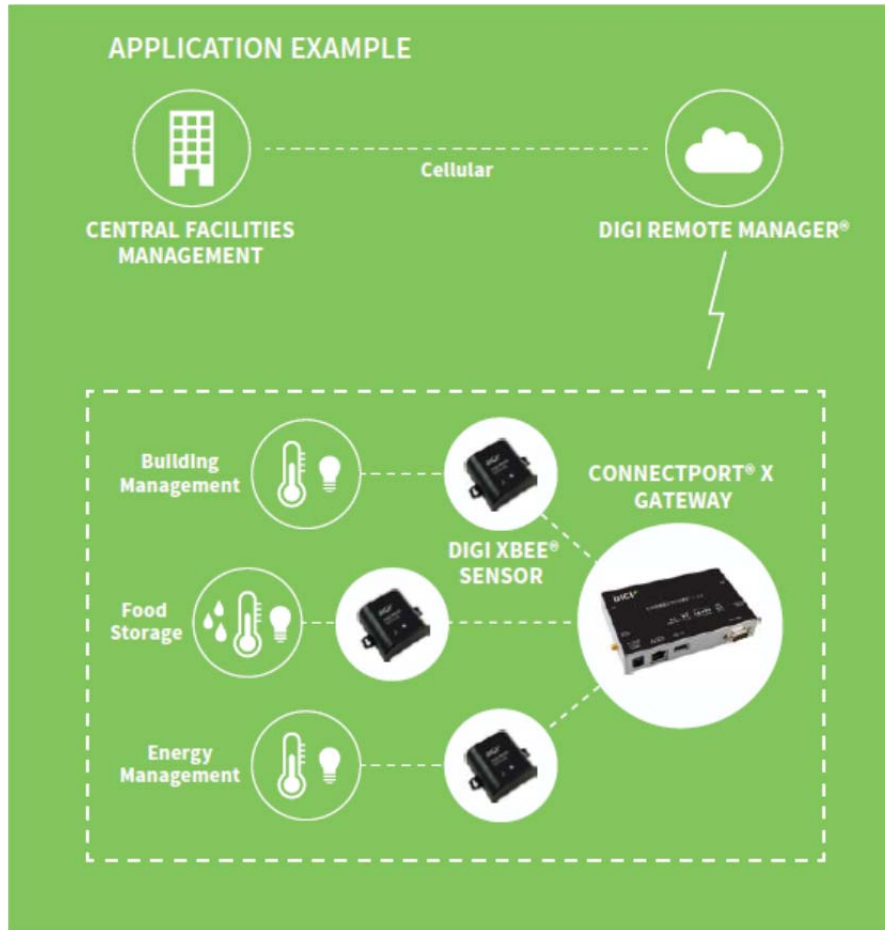 APPLICATION EXAMPLE
Cellular
CENTRAL FACILITIES
MANAGEMENT
DIGI REMOTE MANAGER®
Building
Management
CONNECTPORT® X
GATEWAY
DIGI XBEE®
SENSOR
Food
Storage
DIGI
Energy
Management